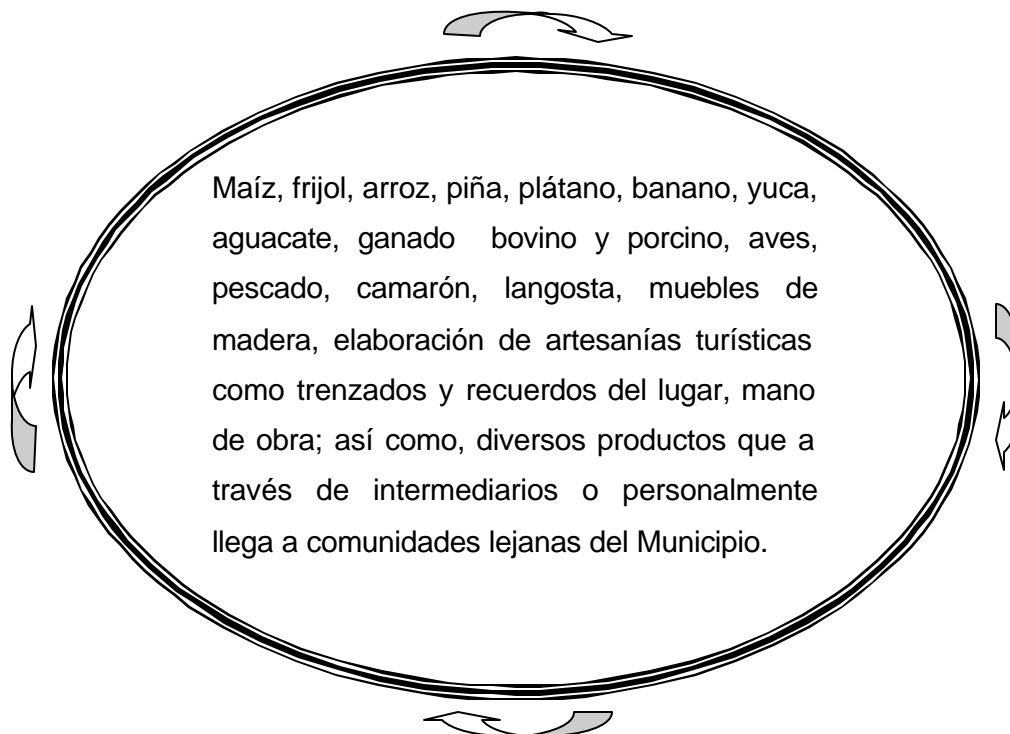 Maíz, frijol, arroz, piña, plátano, banano, yuca,
aguacate, ganado bovino y porcino, aves,
pescado, camarón, langosta, muebles de
madera, elaboración de artesanías turísticas
como trenzados y recuerdos del lugar, mano
de obra; así como, diversos productos que a
través de intermediarios o personalmente
llega a comunidades lejanas del Municipio.